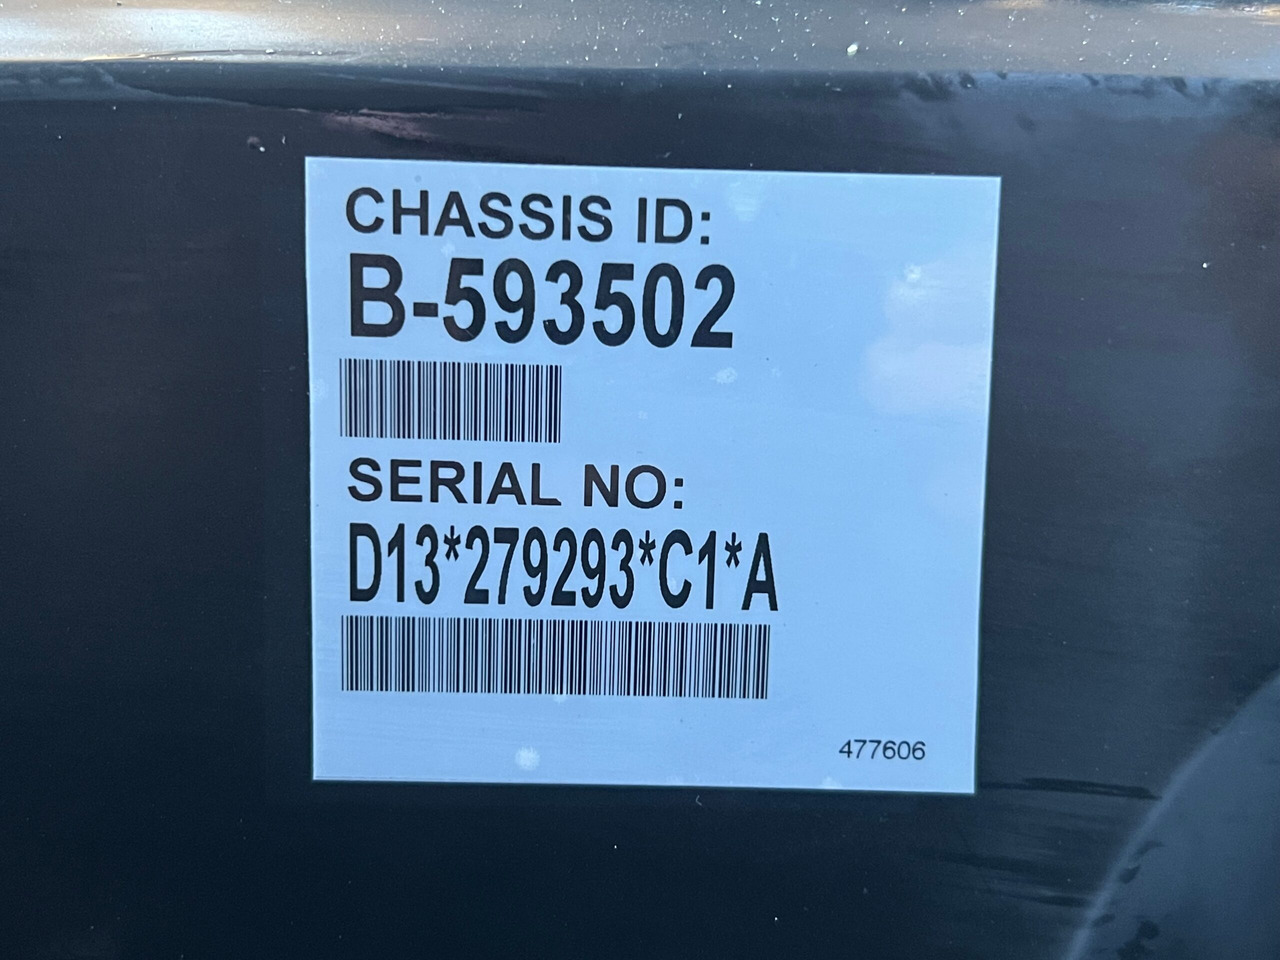 CHASSIS ID:
B-593502
SERIAL NO:
D13*279293*C1*A
477606